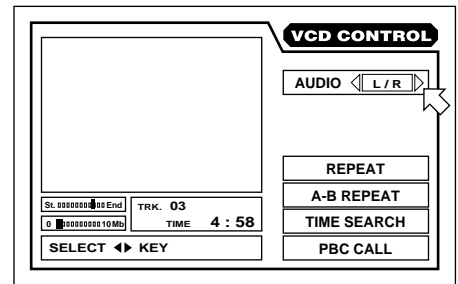 VCD CONTROL
AUDIO L / R
REPEAT
A-B REPEAT
St. End
TRK. 03
TIME SEARCH
0 10Mb
TIME 4 : 58
SELECT KEY
PBC CALL